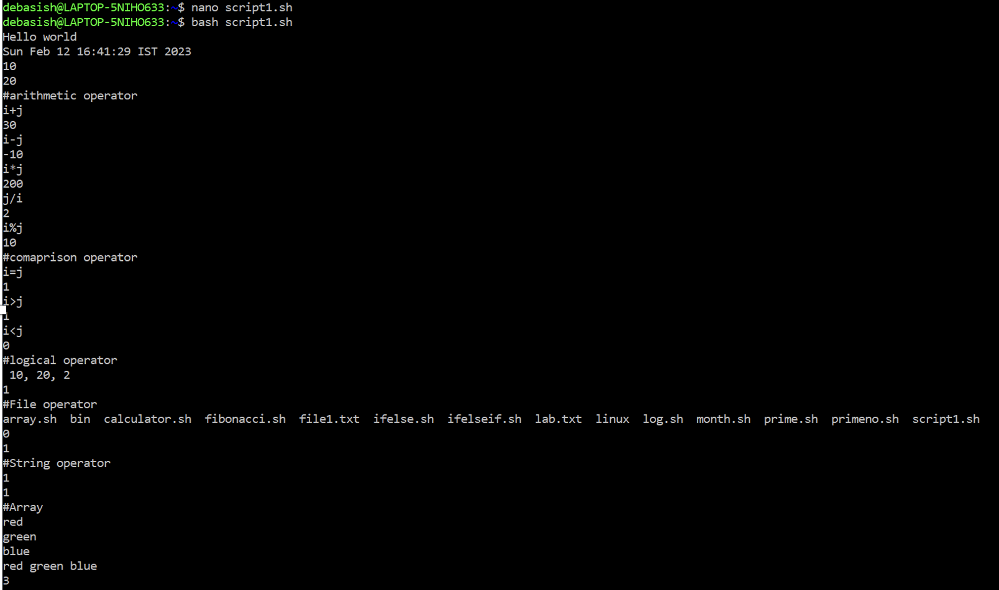 debasish@LAPTOP-5NIHO633:~$ nano script1.sh
debasish@LAPTOP-5NIHO633:~$ bash script1.sh
Hello world
Sun Feb 12 16:41:29 IST 2023
10
20
#arithmetic operator
i+j
30
i-j
-10
i*j
200
j/i
2
i%j
10
#comaprison operator
i=j
1
i>j
1
i<j
0
#logical operator
 10, 20, 2
1
#File operator
array.sh  bin  calculator.sh  fibonacci.sh  file1.txt  ifelse.sh  ifelseif.sh  lab.txt  linux  log.sh  month.sh  prime.sh  primeno.sh  script1.sh
0
1
#String operator
1
1
#Array
red
green
blue
red green blue
3